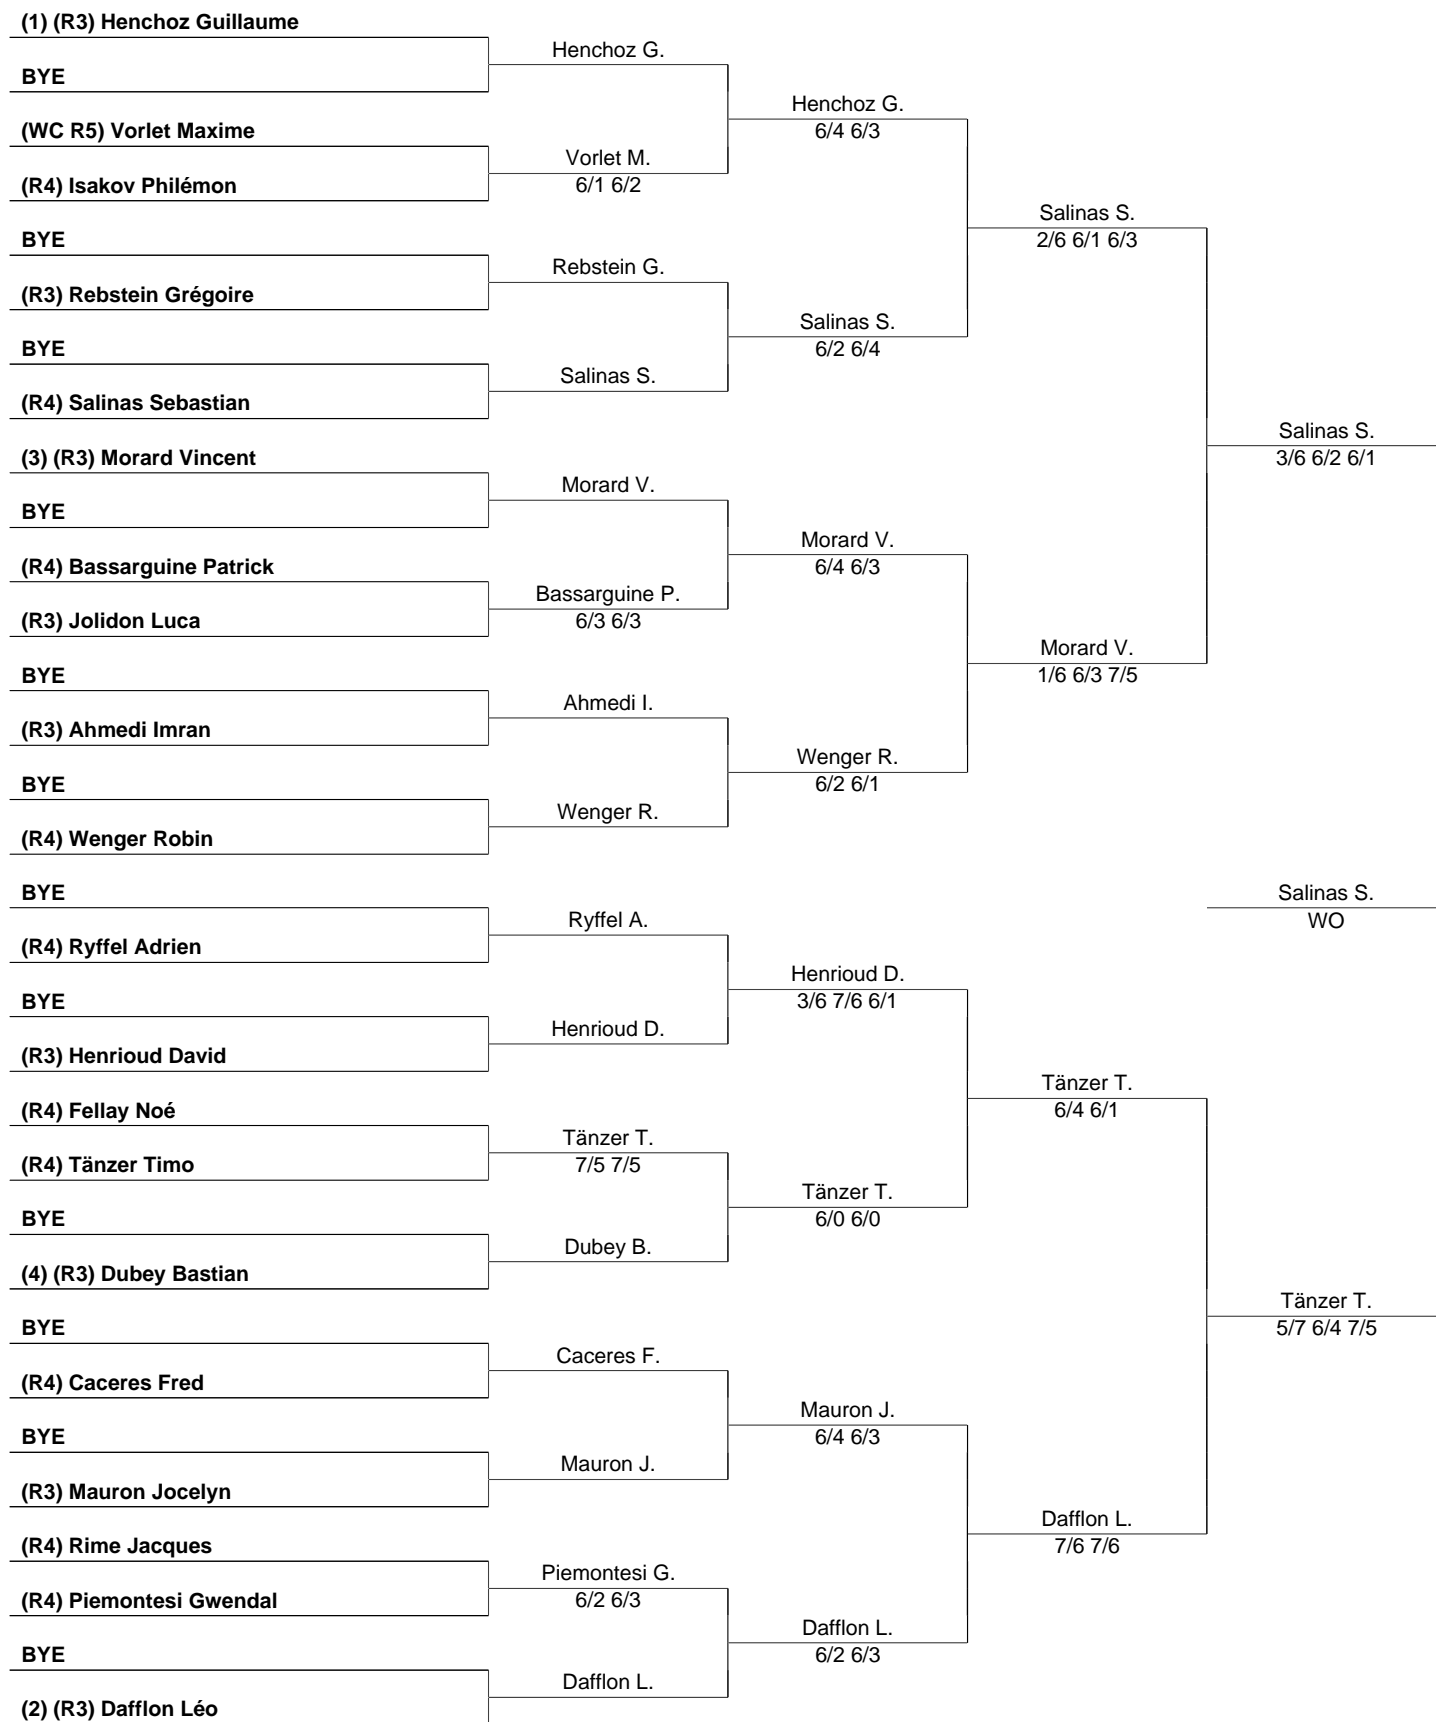 (1) (R3) Henchoz Guillaume
BYE
(WC R5) Vorlet Maxime
(R4) Isakov Philémon
BYE
(R3) Rebstein Grégoire
BYE
(R4) Salinas Sebastian
(3) (R3) Morard Vincent
BYE
(R4) Bassarguine Patrick
(R3) Jolidon Luca
BYE
(R3) Ahmedi Imran
BYE
(R4) Wenger Robin
BYE
(R4) Ryffel Adrien
BYE
(R3) Henrioud David
(R4) Fellay Noé
(R4) Tänzer Timo
BYE
(4) (R3) Dubey Bastian
BYE
(R4) Caceres Fred
BYE
(R3) Mauron Jocelyn
(R4) Rime Jacques
(R4) Piemontesi Gwendal
BYE
(2) (R3) Dafflon Léo
Henchoz G.
Vorlet M.
6/1 6/2
Rebstein G.
Salinas S.
Morard V.
Bassarguine P.
6/3 6/3
Ahmedi I.
Wenger R.
Ryffel A.
Henrioud D.
Tänzer T.
7/5 7/5
Dubey B.
Caceres F.
Mauron J.
Piemontesi G.
6/2 6/3
Dafflon L.
Henchoz G.
6/4 6/3
Salinas S.
6/2 6/4
Morard V.
6/4 6/3
Wenger R.
6/2 6/1
Henrioud D.
3/6 7/6 6/1
Tänzer T.
6/0 6/0
Mauron J.
6/4 6/3
Dafflon L.
6/2 6/3
Salinas S.
2/6 6/1 6/3
Morard V.
1/6 6/3 7/5
Tänzer T.
6/4 6/1
Dafflon L.
7/6 7/6
Salinas S.
3/6 6/2 6/1
Salinas S.
WO
Tänzer T.
5/7 6/4 7/5